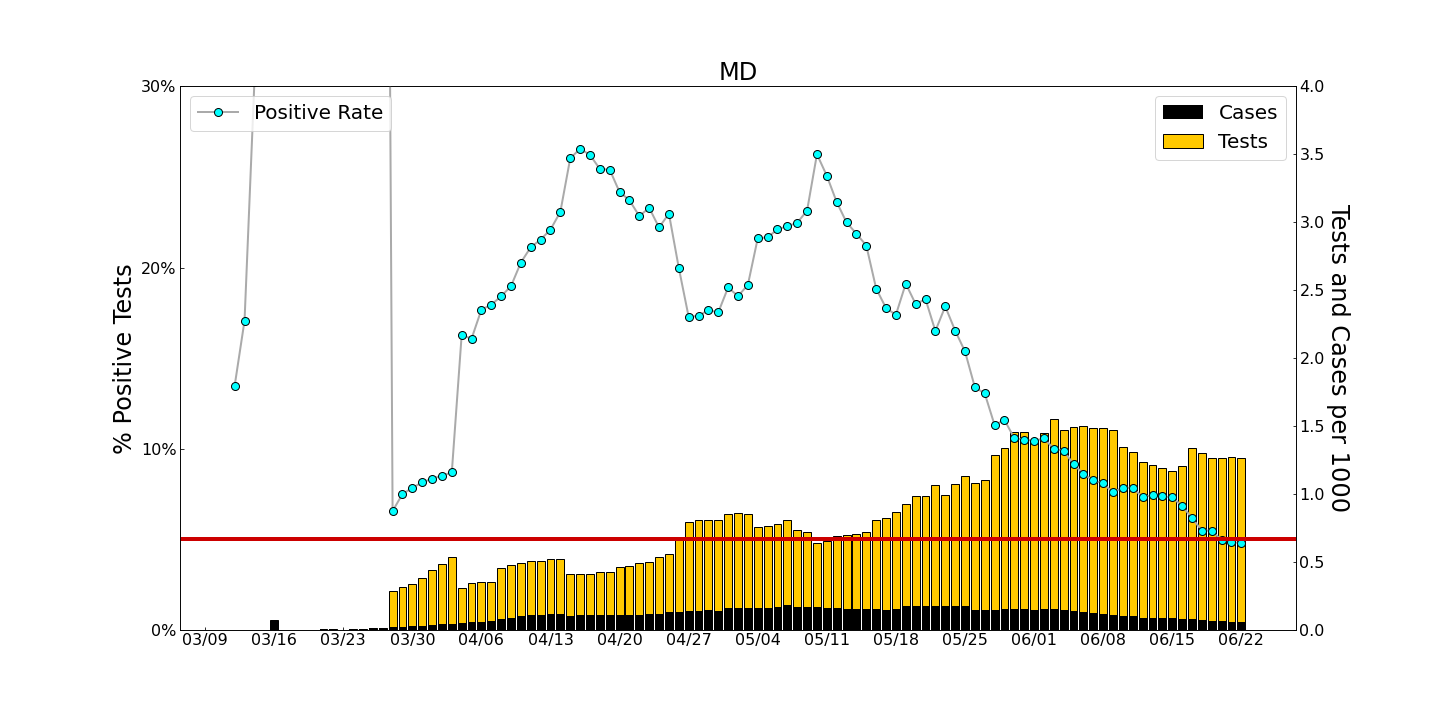 MD
30%
20%
10%
0%
% Positive Tests
Positive Rate
Cases
Tests
4.0
3.5
3.0
2.5
2.0
1.5
1.0
0.5
0.0
Tests and Cases per 1000
03/09 03/16 03/23 03/30 04/06 04/13 04/20 04/27 05/04 05/11 05/18 05/25 06/01 06/08 06/15 06/22